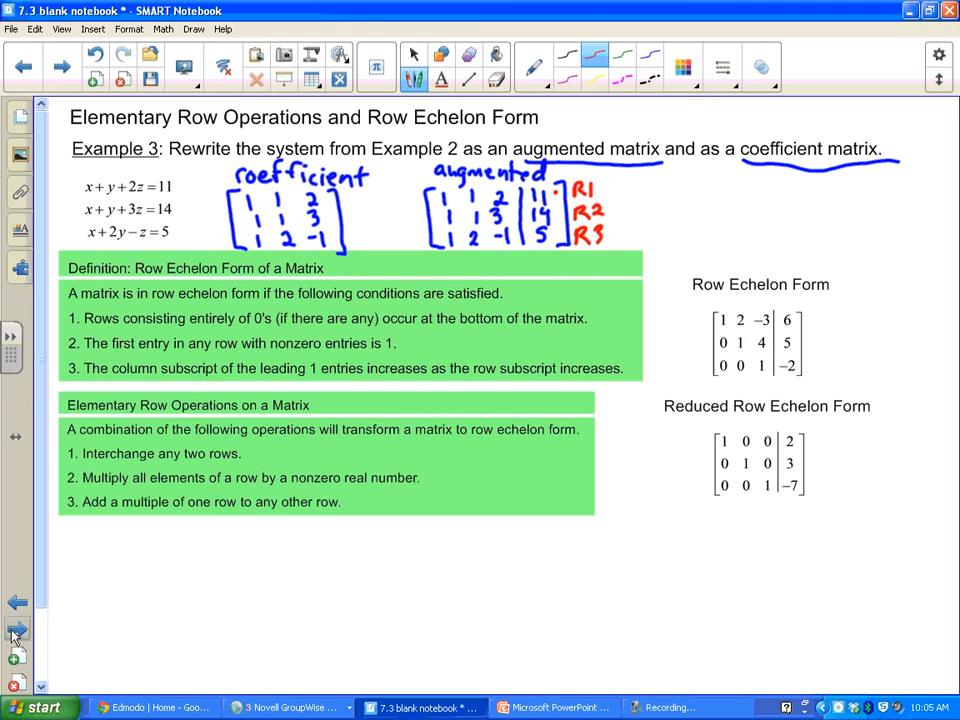 7.3 blank notebook * - SMART Notebook
File Edit View Insert Format Math Draw Help
Elementary Row Operations and Row Echelon Form
Example 3: Rewrite the system from Example 2 as an augmented matrix and as a coefficient matrix.
coefficient augmented
x + y + 2z = 11
x + y + 3z = 14
x + 2y − z = 5
1 1 2
1 1 3
1 2 -1
1 1 2 | 11 R1
1 1 3 | 14 R2
1 2 -1 | 5 R3
Definition: Row Echelon Form of a Matrix
A matrix is in row echelon form if the following conditions are satisfied.
1. Rows consisting entirely of 0's (if there are any) occur at the bottom of the matrix.
2. The first entry in any row with nonzero entries is 1.
3. The column subscript of the leading 1 entries increases as the row subscript increases.
Row Echelon Form
1 2 −3 | 6
0 1 4 | 5
0 0 1 | −2
Elementary Row Operations on a Matrix
A combination of the following operations will transform a matrix to row echelon form.
1. Interchange any two rows.
2. Multiply all elements of a row by a nonzero real number.
3. Add a multiple of one row to any other row.
Reduced Row Echelon Form
1 0 0 | 2
0 1 0 | 3
0 0 1 | −7
start Edmodo | Home - Goo... 3 Novell GroupWise ... 7.3 blank notebook * ... Microsoft PowerPoint ... Recording... 10:05 AM